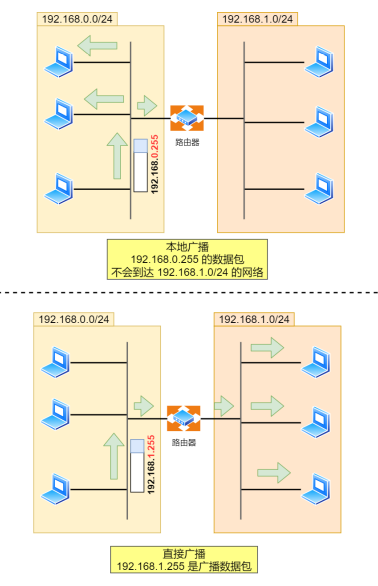 192.168.0.0/24
192.168.1.0/24
路由器
192.168.0.255
本地广播
192.168.0.255 的数据包
不会到达 192.168.1.0/24 的网络
192.168.0.0/24
192.168.1.0/24
路由器
192.168.1.255
直接广播
192.168.1.255 是广播数据包